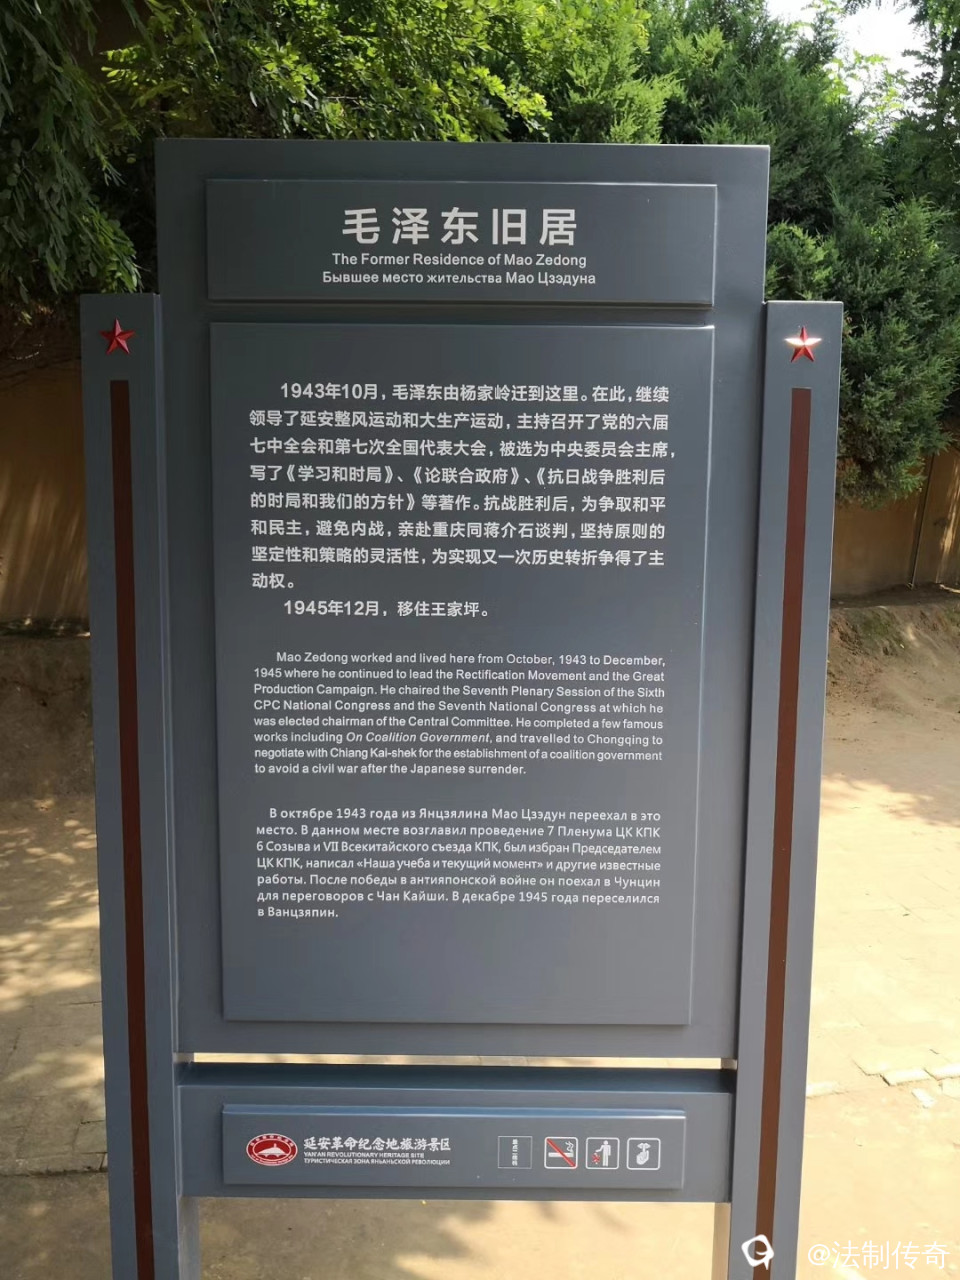 毛泽东旧居
The Former Residence of Mao Zedong
Бывшее место жительства Мао Цзэдуна
1943年10月，毛泽东由杨家岭迁到这里。在此，继续
领导了延安整风运动和大生产运动，主持召开了党的六届
七中全会和第七次全国代表大会，被选为中央委员会主席，
写了《学习和时局》、《论联合政府》、《抗日战争胜利后
的时局和我们的方针》等著作。抗战胜利后，为争取和平
和民主，避免内战，亲赴重庆同蒋介石谈判，坚持原则的
坚定性和策略的灵活性，为实现又一次历史转折争得了主
动权。
1945年12月，移住王家坪。
Mao Zedong worked and lived here from October, 1943 to December,
1945 where he continued to lead the Rectification Movement and the Great
Production Campaign. He chaired the Seventh Plenary Session of the Sixth
CPC National Congress and the Seventh National Congress at which he
was elected chairman of the Central Committee. He completed a few famous
works including On Coalition Government, and travelled to Chongqing to
negotiate with Chiang Kai-shek for the establishment of a coalition government
to avoid a civil war after the Japanese surrender.
В октябре 1943 года из Янцзялина Мао Цзэдун переехал в это
место. В данном месте возглавил проведение 7 Пленума ЦК КПК
6 Созыва и VII Всекитайского съезда КПК, был избран Председателем
ЦК КПК, написал «Наша учеба и текущий момент» и другие известные
работы. После победы в антияпонской войне он поехал в Чунцин
для переговоров с Чан Кайши. В декабре 1945 года переселился
в Ванцзяпин.
延安革命纪念地旅游景区
YAN'AN REVOLUTIONARY HERITAGE SITE
ТУРИСТИЧЕСКАЯ ЗОНА ЯНЬАНЬСКОЙ РЕВОЛЮЦИИ
@法制传奇